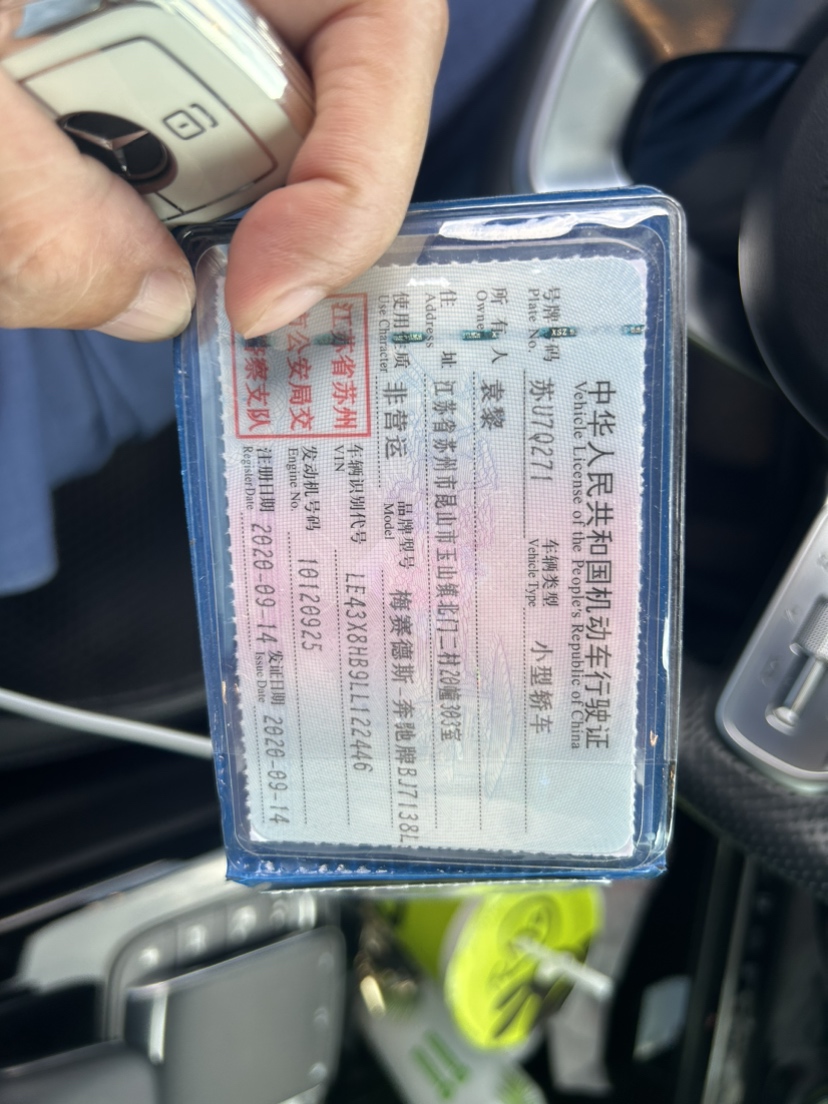 中华人民共和国机动车行驶证
Vehicle License of the People's Republic of China
号牌号码 苏U7Q271 车辆类型 小型轿车
Plate No. Vehicle Type
所有人 袁黎
Owner
住址 江苏省苏州市昆山市玉山镇北门二村20幢303室
Address
使用性质 非营运 品牌型号 梅赛德斯-奔驰牌BJ7138L
Use Character Model
江苏省苏州
公安局交
察支队
车辆识别代号 LE43X8HB9LL122446
VIN
发动机号码 10120925
Engine No.
注册日期 2020-09-14 发证日期 2020-09-14
Register Date Issue Date